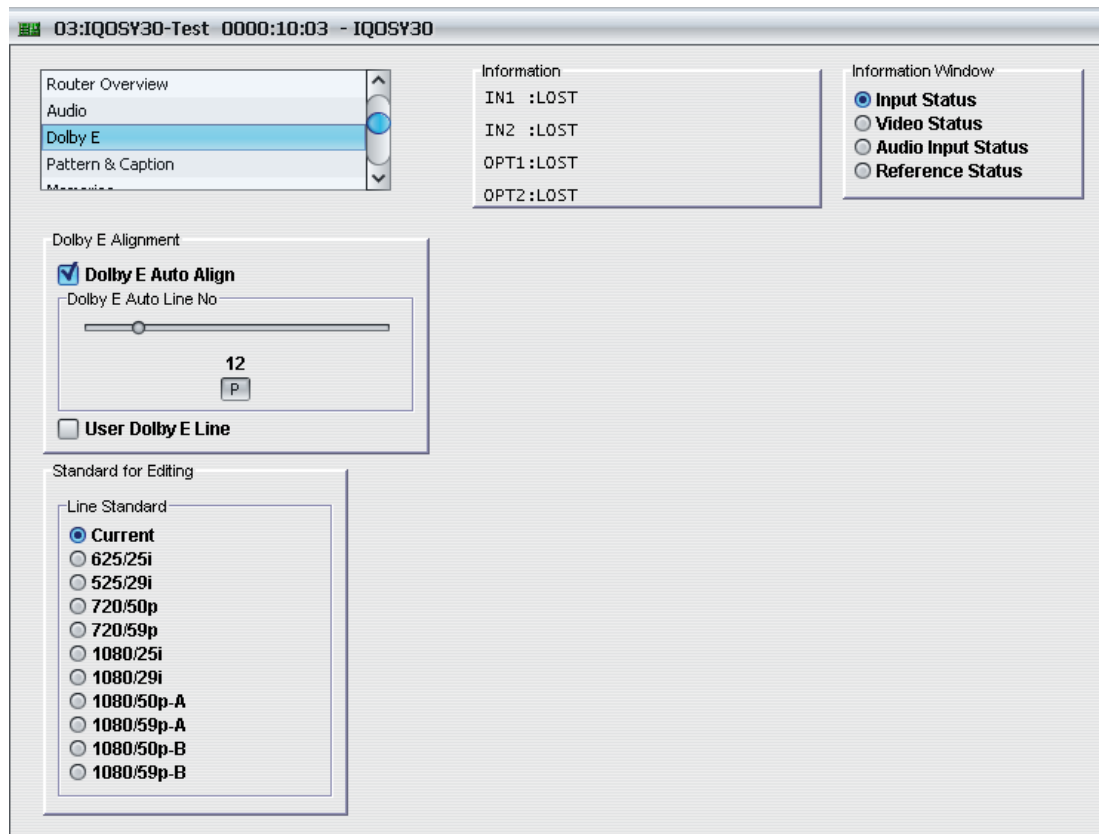 03:IQOSY30-Test 0000:10:03 - IQOSY30
Router Overview
Audio
Dolby E
Pattern & Caption
Information
IN1 :LOST
IN2 :LOST
OPT1:LOST
OPT2:LOST
Information Window
Input Status
Video Status
Audio Input Status
Reference Status
Dolby E Alignment
Dolby E Auto Align
Dolby E Auto Line No
12
P
User Dolby E Line
Standard for Editing
Line Standard
Current
625/25i
525/29i
720/50p
720/59p
1080/25i
1080/29i
1080/50p-A
1080/59p-A
1080/50p-B
1080/59p-B